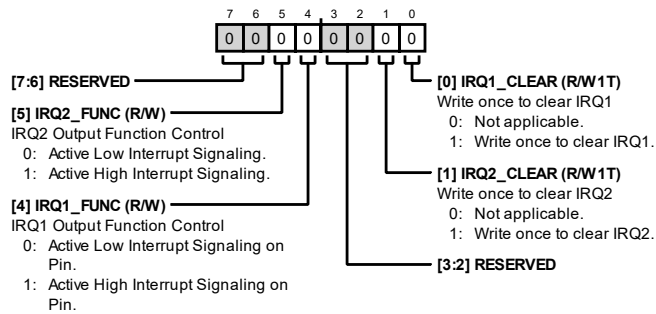 7 6 5 4 3 2 1 0
0 0 0 0 0 0 0 0
[7:6] RESERVED
[5] IRQ2_FUNC (R/W)
IRQ2 Output Function Control
0: Active Low Interrupt Signaling.
1: Active High Interrupt Signaling.
[4] IRQ1_FUNC (R/W)
IRQ1 Output Function Control
0: Active Low Interrupt Signaling on
Pin.
1: Active High Interrupt Signaling on
Pin.
[0] IRQ1_CLEAR (R/W1T)
Write once to clear IRQ1
0: Not applicable.
1: Write once to clear IRQ1.
[1] IRQ2_CLEAR (R/W1T)
Write once to clear IRQ2
0: Not applicable.
1: Write once to clear IRQ2.
[3:2] RESERVED